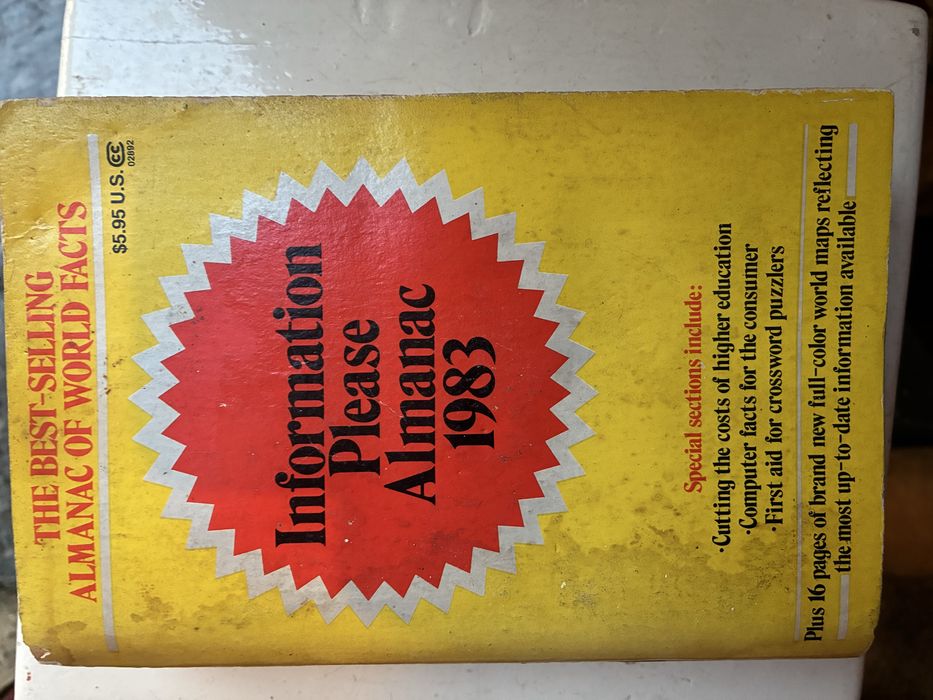 THE BEST-SELLING
ALMANAC OF WORLD FACTS
$5.95 U.S. CC
02892
Information
Please
Almanac
1983
Special sections include:
·Cutting the costs of higher education
·Computer facts for the consumer
·First aid for crossword puzzlers
Plus 16 pages of brand new full-color world maps reflecting
the most up-to-date information available